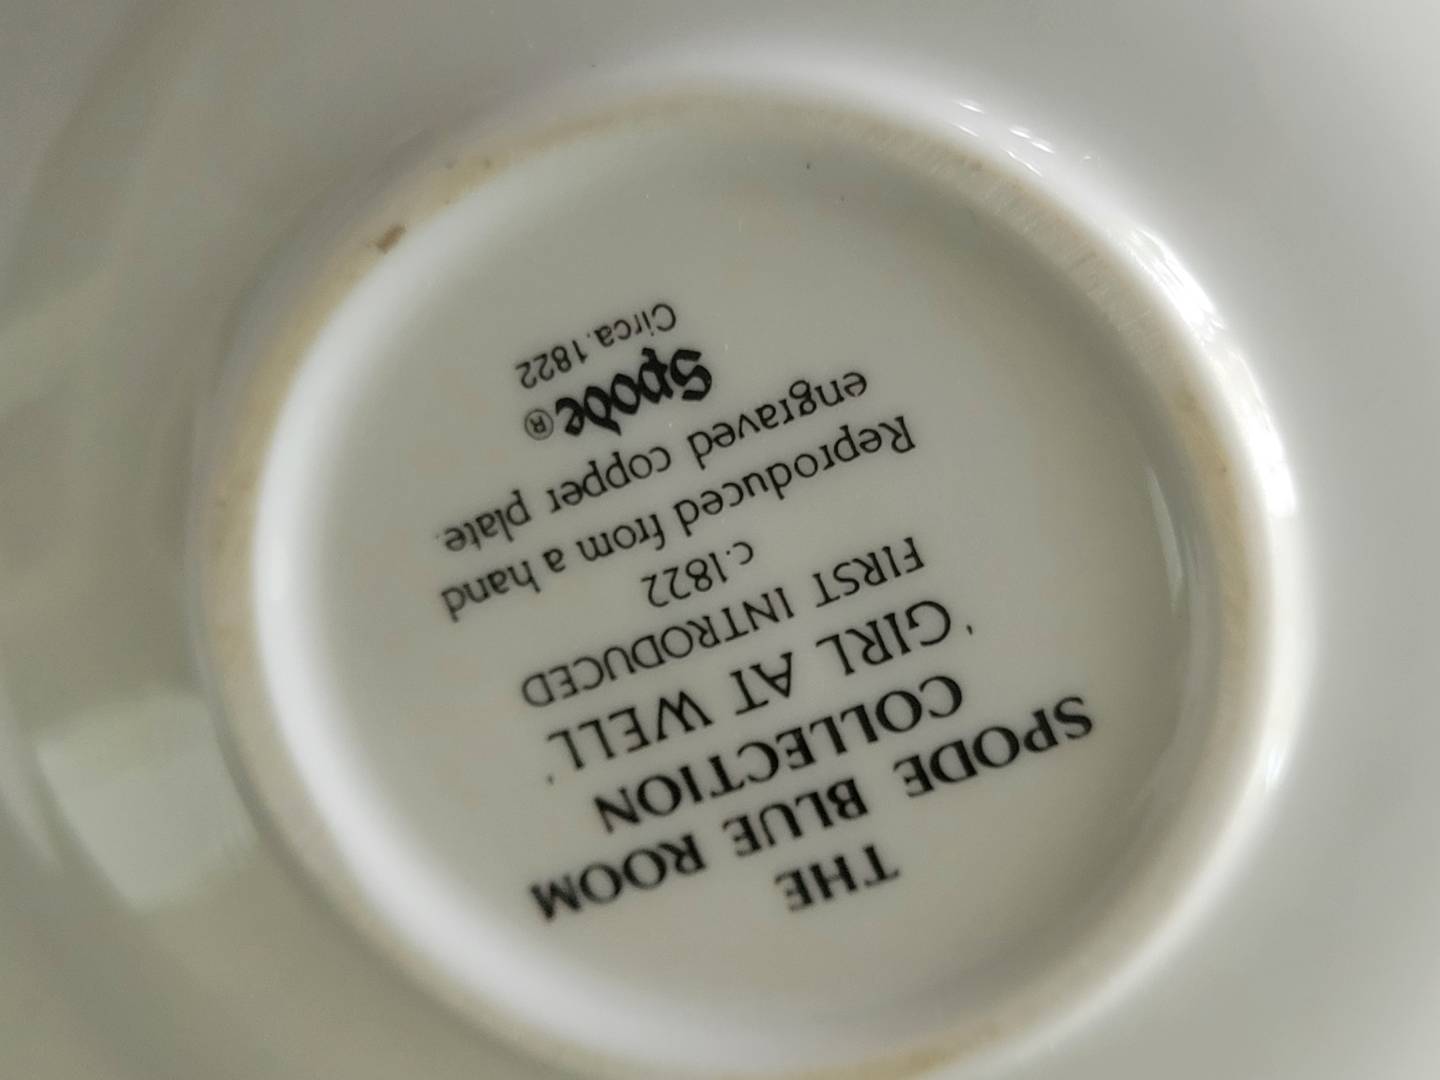 THE
SPODE BLUE ROOM
COLLECTION
'GIRL AT WELL'
FIRST INTRODUCED
c.1822
Reproduced from a hand
engraved copper plate.
Spode®
Circa.1822